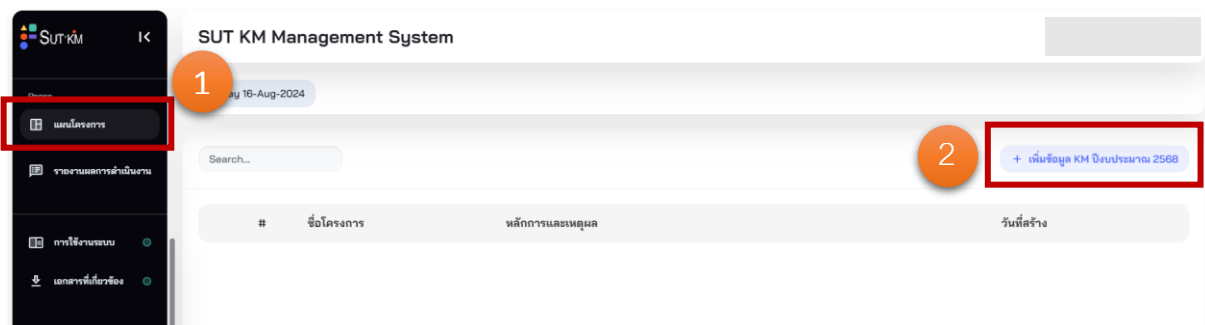 SUT KM
SUT KM Management System
1
ay 16-Aug-2024
แผนโครงการ
2
Search...
+ เพิ่มข้อมูล KM ปีงบประมาณ 2568
รายงานผลการดำเนินงาน
# ชื่อโครงการ หลักการและเหตุผล วันที่สร้าง
การใช้งานระบบ
เอกสารที่เกี่ยวข้อง